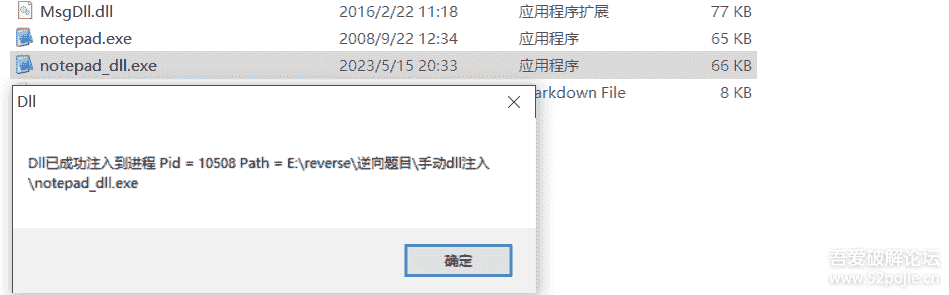 MsgDll.dll 2016/2/22 11:18 应用程序扩展 77 KB
notepad.exe 2008/9/22 12:34 应用程序 65 KB
notepad_dll.exe 2023/5/15 20:33 应用程序 66 KB
arkdown File 8 KB
Dll
Dll已成功注入到进程 Pid = 10508 Path = E:\reverse\逆向题目\手动dll注入
\notepad_dll.exe
确定
吾爱破解论坛
www.52pojie.cn